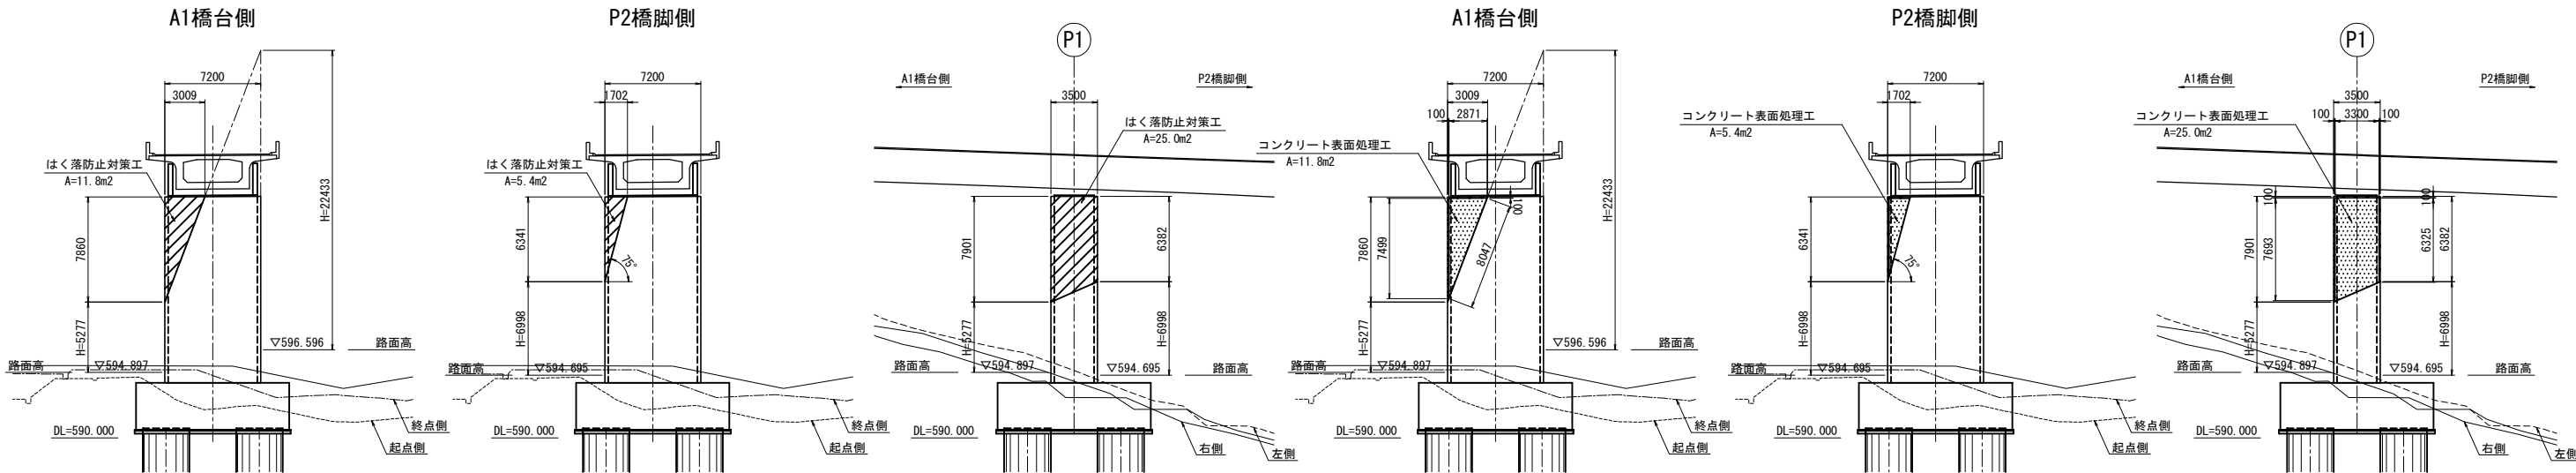 A1橋台側
7200
3009
はく落防止対策工
A=11.8m2
7860
H=5277
H=22433
▽596.596
路面高
路面高
▽594.897
DL=590.000
終点側
起点側
P2橋脚側
7200
1702
はく落防止対策工
A=5.4m2
6341
75°
H=6998
路面高
▽594.695
DL=590.000
終点側
起点側
P1
A1橋台側
P2橋脚側
3500
はく落防止対策工
A=25.0m2
7901
6382
H=5277
H=6998
路面高
▽594.897
▽594.695
路面高
DL=590.000
右側
左側
A1橋台側
7200
3009
100
2871
コンクリート表面処理工
A=11.8m2
100
7860
7499
8047
H=5277
H=22433
▽596.596
路面高
路面高
▽594.897
DL=590.000
終点側
起点側
P2橋脚側
7200
1702
コンクリート表面処理工
A=5.4m2
6341
75°
H=6998
路面高
▽594.695
DL=590.000
終点側
起点側
P1
A1橋台側
P2橋脚側
3500
100
3300
100
コンクリート表面処理工
A=25.0m2
100
100
7901
7693
6325
6382
H=5277
H=6998
路面高
▽594.897
▽594.695
路面高
DL=590.000
右側
左側